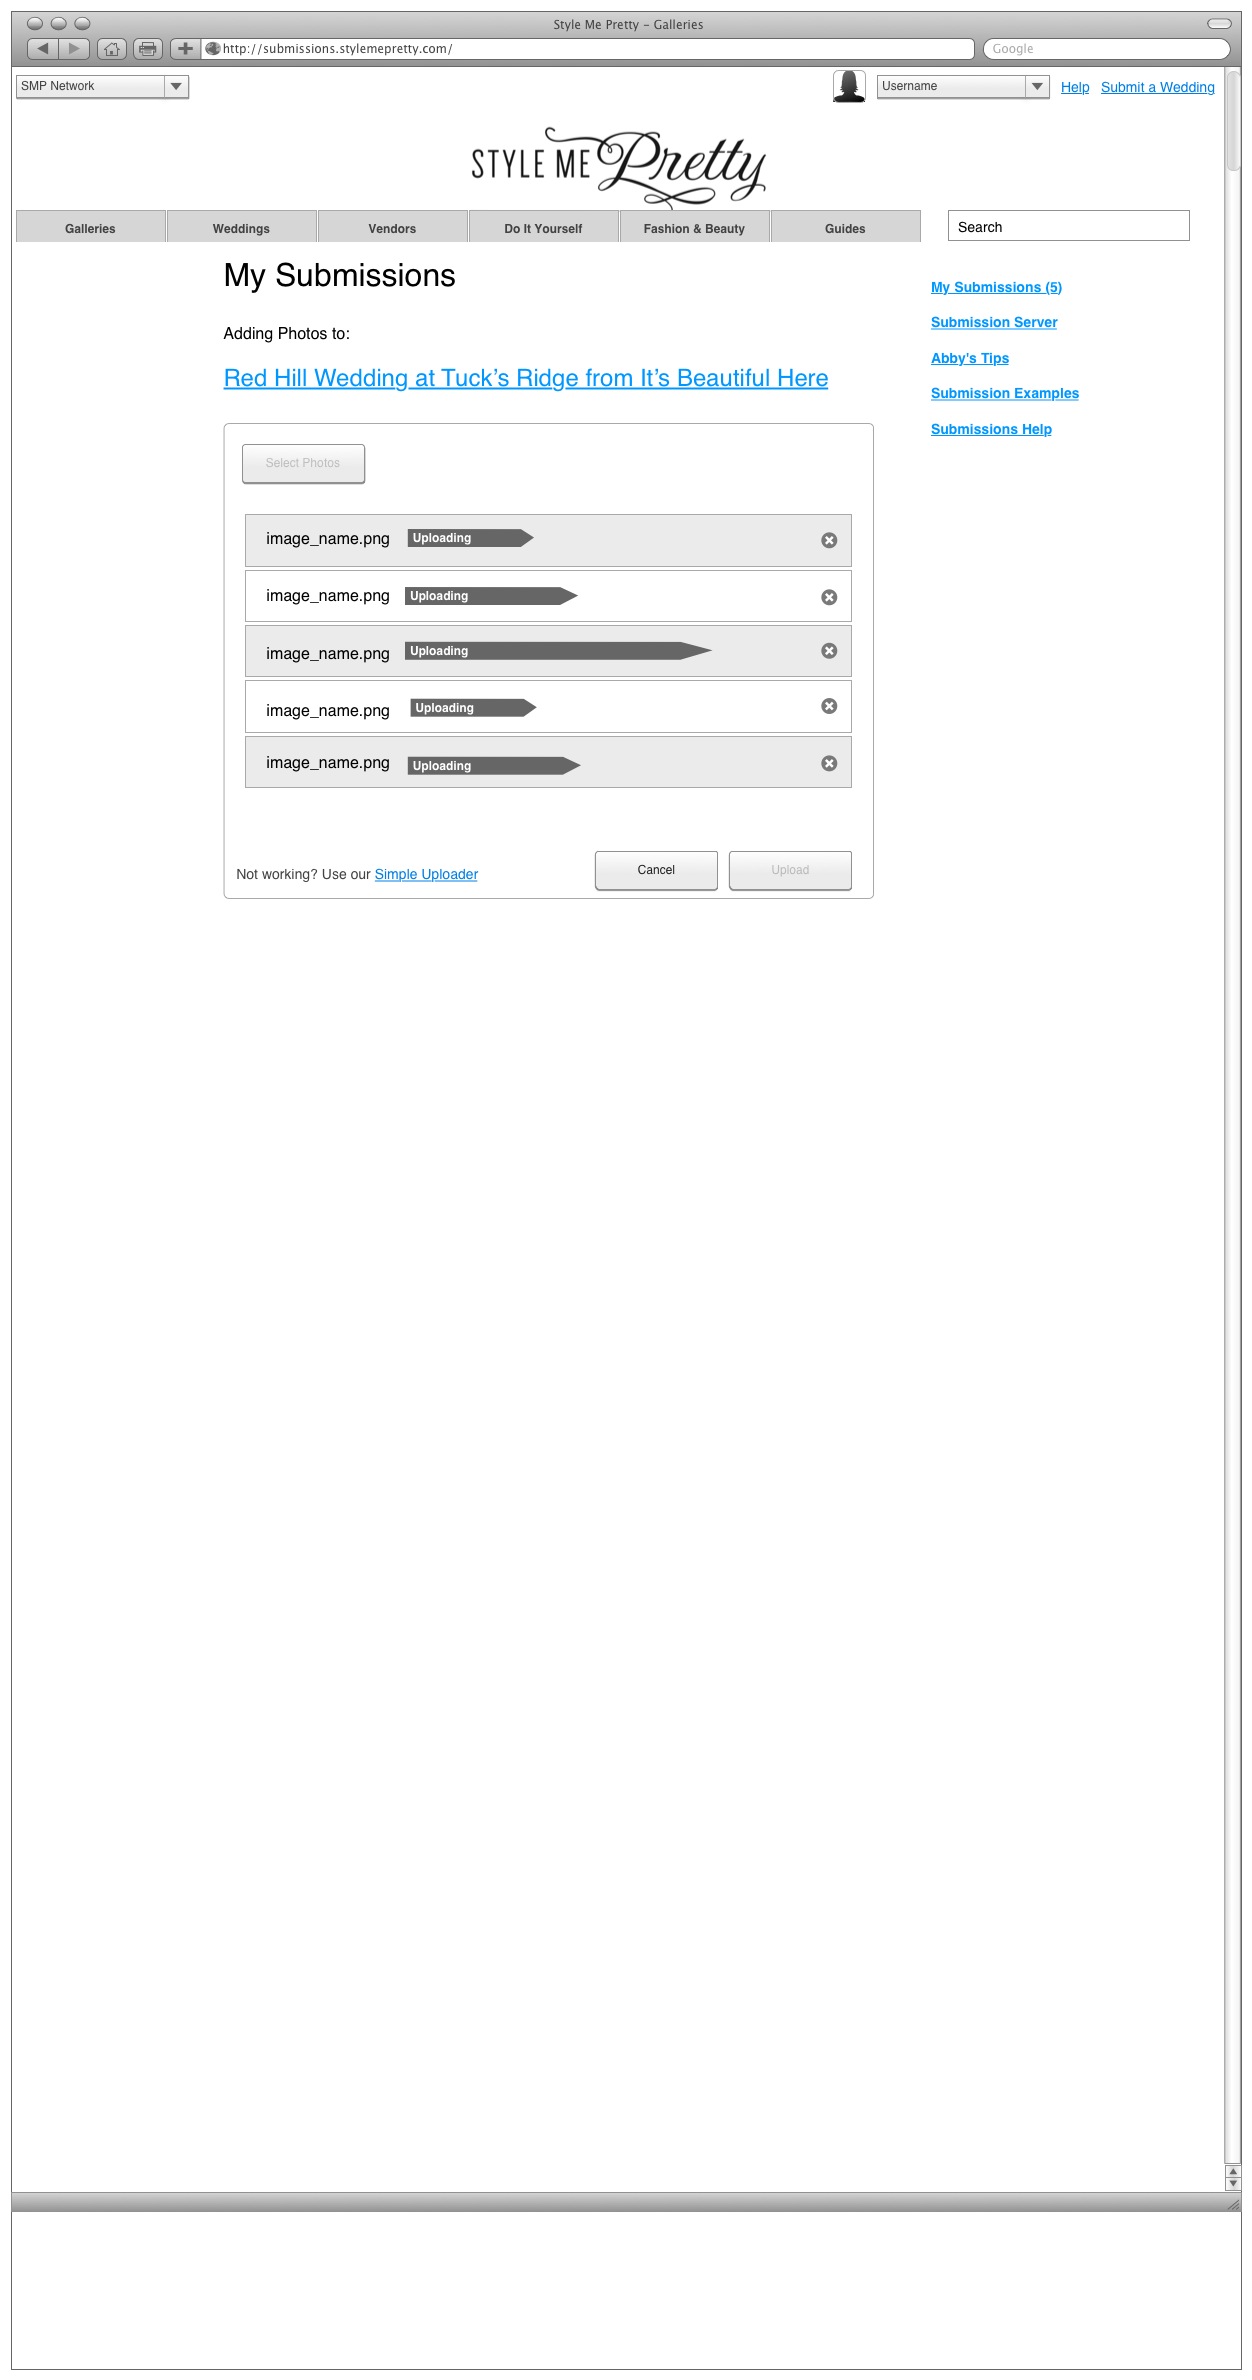 Style Me Pretty – Galleries
http://submissions.stylemepretty.com/
Google
SMP Network
Username
Help
Submit a Wedding
STYLE ME Pretty
Galleries
Weddings
Vendors
Do It Yourself
Fashion & Beauty
Guides
Search
My Submissions
Adding Photos to:
Red Hill Wedding at Tuck’s Ridge from It’s Beautiful Here
My Submissions (5)
Submission Server
Abby's Tips
Submission Examples
Submissions Help
Select Photos
image_name.png Uploading
image_name.png Uploading
image_name.png Uploading
image_name.png Uploading
image_name.png Uploading
Not working? Use our Simple Uploader
Cancel
Upload